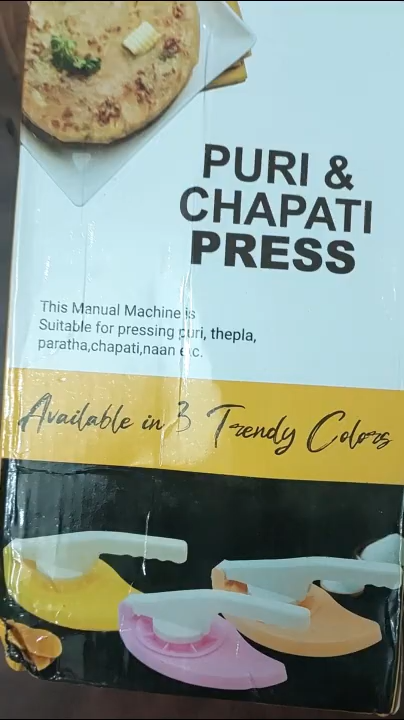 PURI &
CHAPATI
PRESS
This Manual Machine is
Suitable for pressing puri, thepla,
paratha,chapati,naan etc.
Available in 3 Trendy Colors